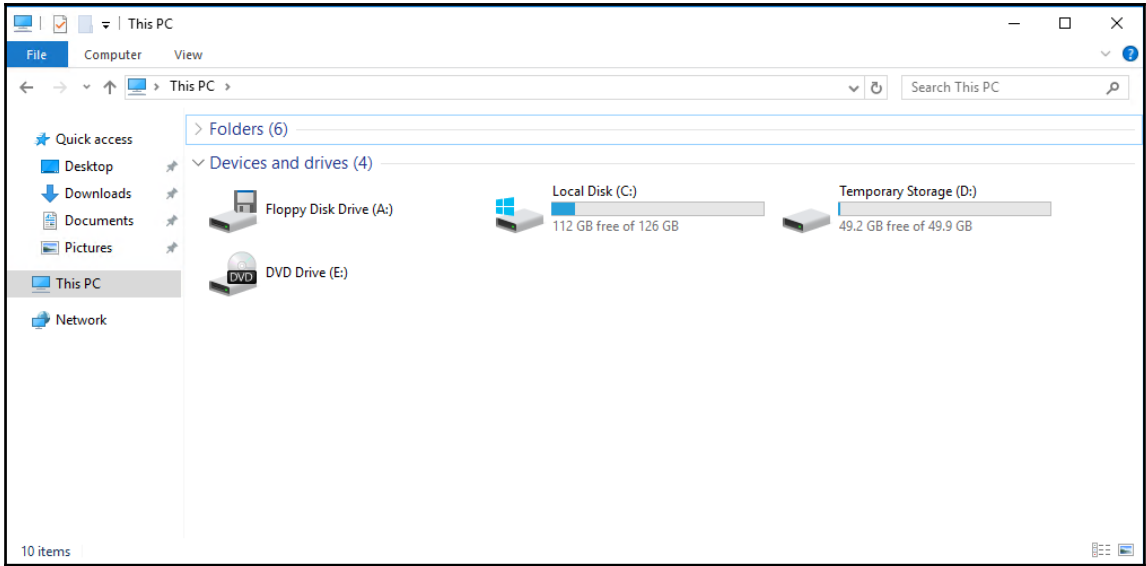 This PC
File Computer View
This PC
Search This PC
Quick access
Desktop
Downloads
Documents
Pictures
This PC
Network
Folders (6)
Devices and drives (4)
Floppy Disk Drive (A:)
Local Disk (C:)
112 GB free of 126 GB
Temporary Storage (D:)
49.2 GB free of 49.9 GB
DVD
DVD Drive (E:)
10 items